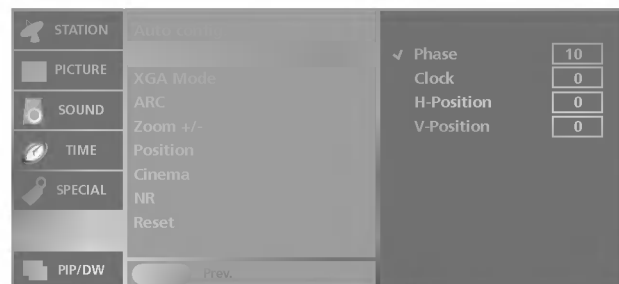 STATION
PICTURE
SOUND
TIME
SPECIAL
PIP/DW
Auto config
XGA Mode
ARC
Zoom +/-
Position
Cinema
NR
Reset
Prev.
✓ Phase 10
Clock 0
H-Position 0
V-Position 0